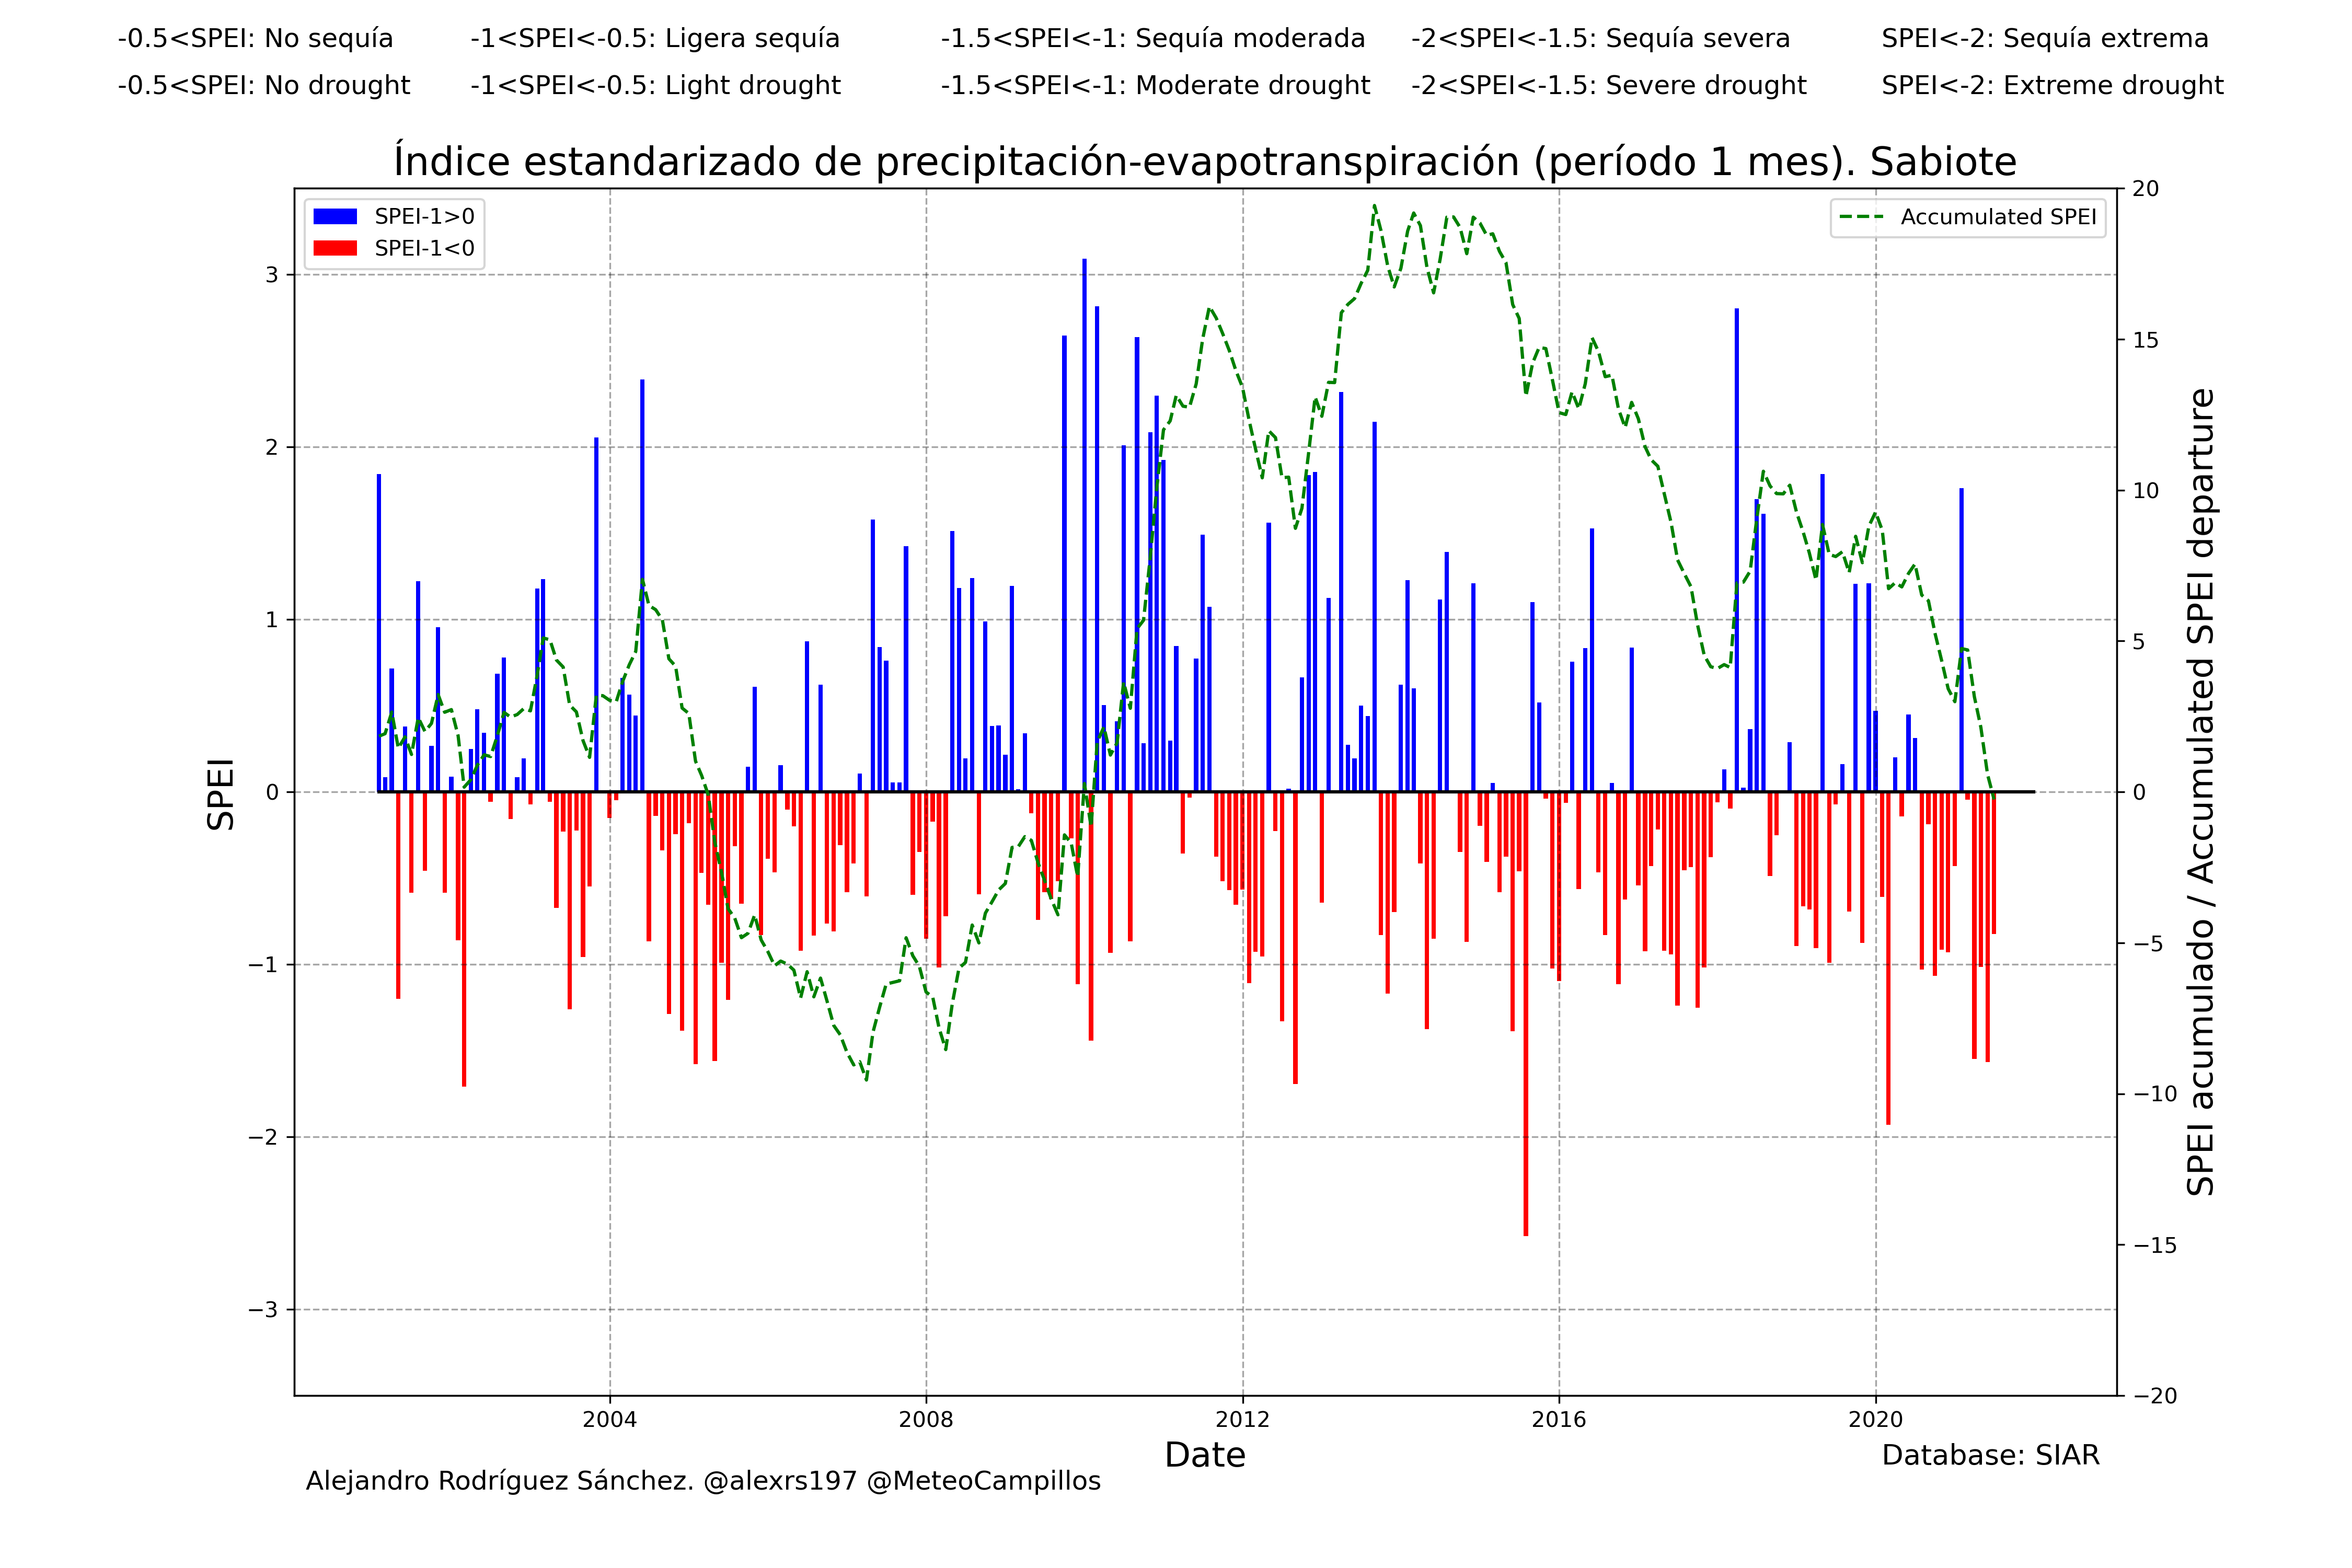 -0.5<SPEI: No sequía -1<SPEI<-0.5: Ligera sequía -1.5<SPEI<-1: Sequía moderada -2<SPEI<-1.5: Sequía severa SPEI<-2: Sequía extrema
-0.5<SPEI: No drought -1<SPEI<-0.5: Light drought -1.5<SPEI<-1: Moderate drought -2<SPEI<-1.5: Severe drought SPEI<-2: Extreme drought
Índice estandarizado de precipitación-evapotranspiración (período 1 mes). Sabiote
SPEI-1>0
SPEI-1<0
Accumulated SPEI
SPEI
3
2
1
0
−1
−2
−3
20
15
10
5
0
−5
−10
−15
−20
SPEI acumulado / Accumulated SPEI departure
2004 2008 2012 2016 2020
Date
Database: SIAR
Alejandro Rodríguez Sánchez. @alexrs197 @MeteoCampillos